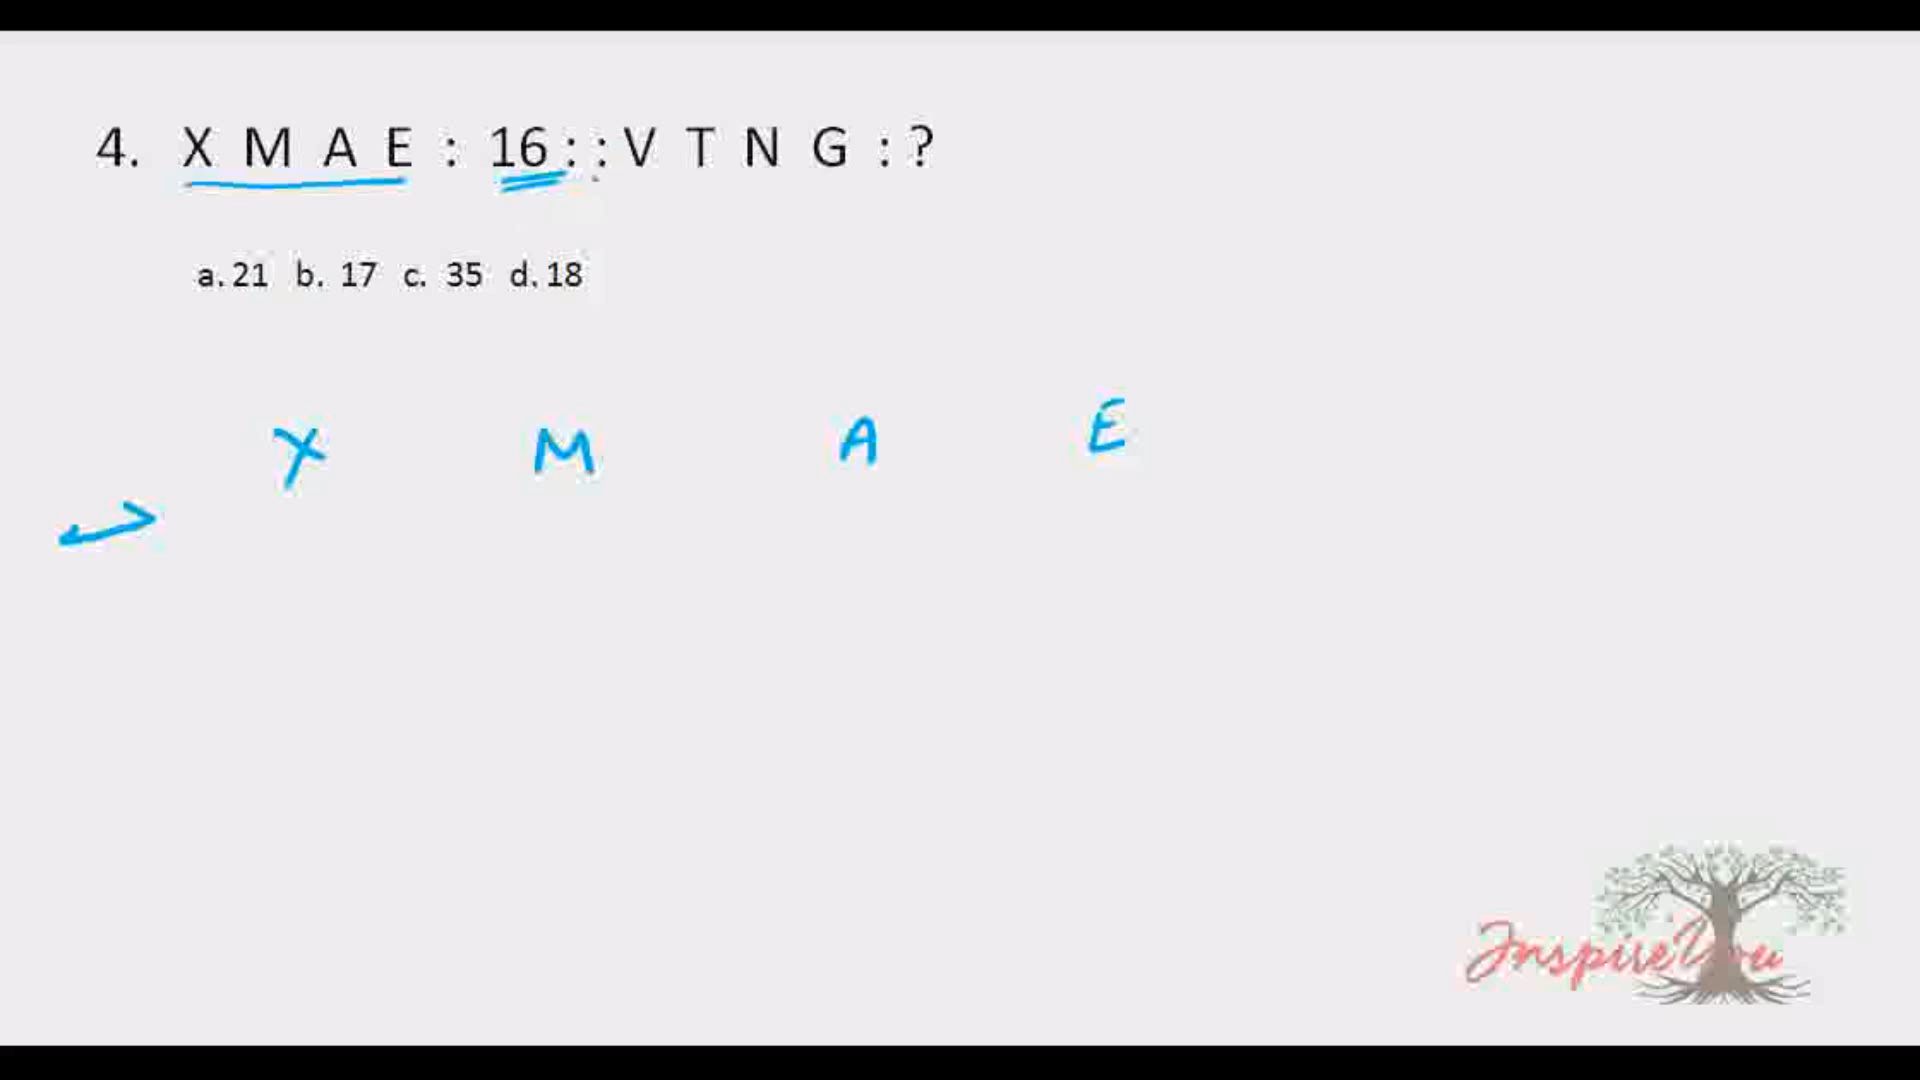 4. X M A E : 16 : : V T N G : ?
a. 21 b. 17 c. 35 d. 18
X M A E
InspireYou